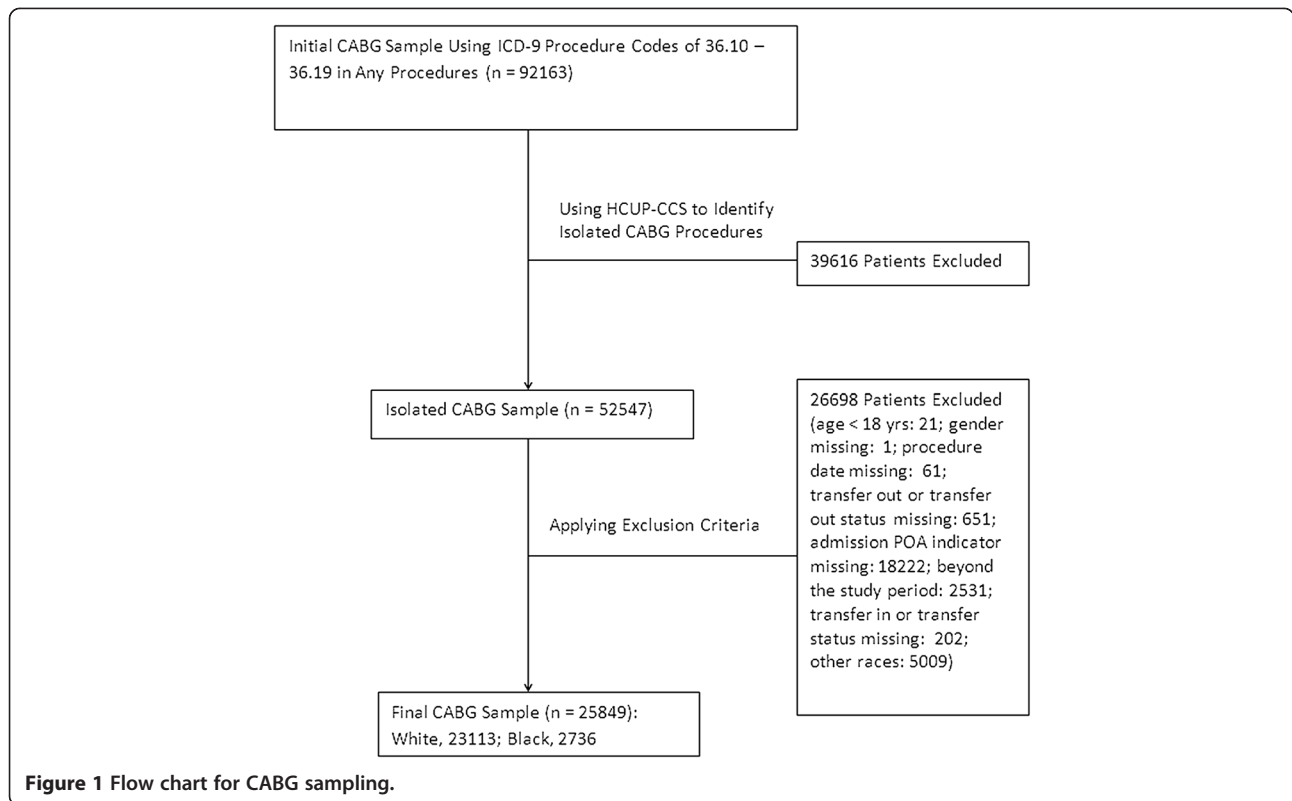 Initial CABG Sample Using ICD-9 Procedure Codes of 36.10 –
36.19 in Any Procedures (n = 92163)
Using HCUP-CCS to Identify
Isolated CABG Procedures
39616 Patients Excluded
Isolated CABG Sample (n = 52547)
26698 Patients Excluded
(age < 18 yrs: 21; gender
missing: 1; procedure
date missing: 61;
transfer out or transfer
out status missing: 651;
admission POA indicator
missing: 18222; beyond
the study period: 2531;
transfer in or transfer
status missing: 202;
other races: 5009)
Applying Exclusion Criteria
Final CABG Sample (n = 25849):
White, 23113; Black, 2736
Figure 1 Flow chart for CABG sampling.